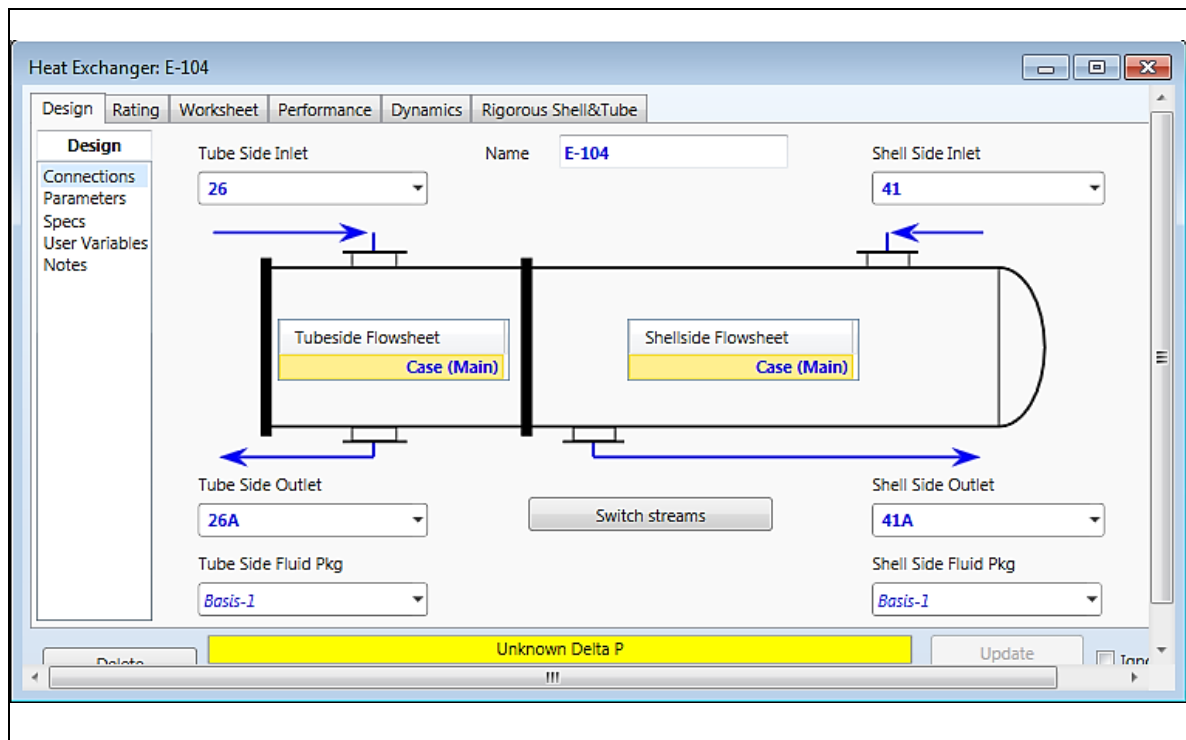 Heat Exchanger: E-104
Design Rating Worksheet Performance Dynamics Rigorous Shell&Tube
Design
Connections
Parameters
Specs
User Variables
Notes
Tube Side Inlet
26
Name E-104
Shell Side Inlet
41
Tubeside Flowsheet
Case (Main)
Shellside Flowsheet
Case (Main)
Tube Side Outlet
26A
Switch streams
Shell Side Outlet
41A
Tube Side Fluid Pkg
Basis-1
Shell Side Fluid Pkg
Basis-1
Delete
Unknown Delta P
Update